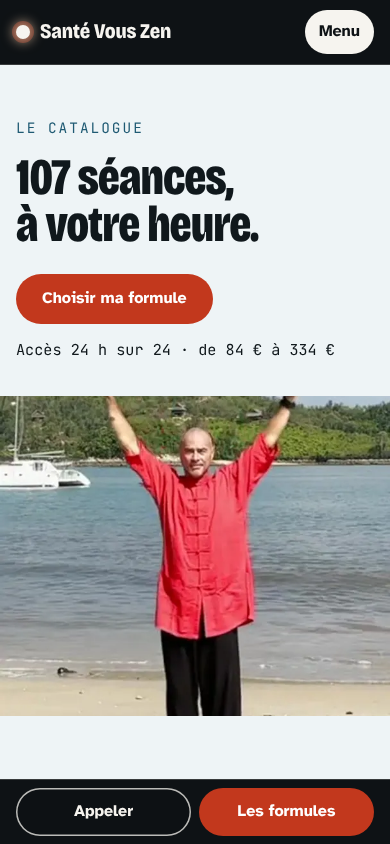 Santé Vous Zen
Menu
LE CATALOGUE
107 séances,
à votre heure.
Choisir ma formule
Accès 24 h sur 24 · de 84 € à 334 €
Appeler
Les formules